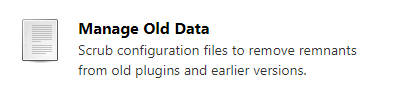 Manage Old Data
Scrub configuration files to remove remnants
from old plugins and earlier versions.